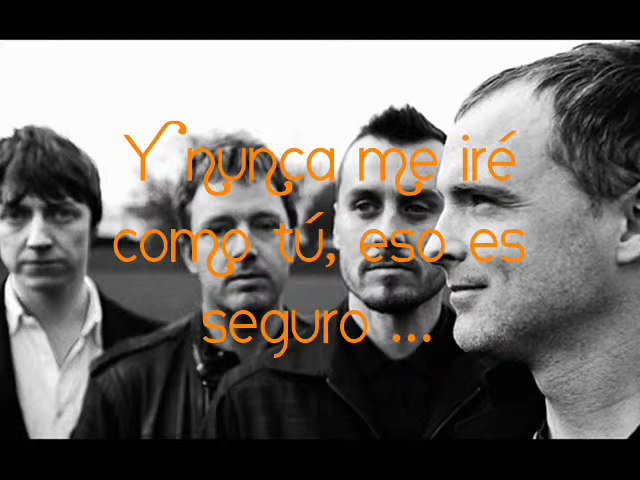 Y nunca me iré
como tú, eso es
seguro ...